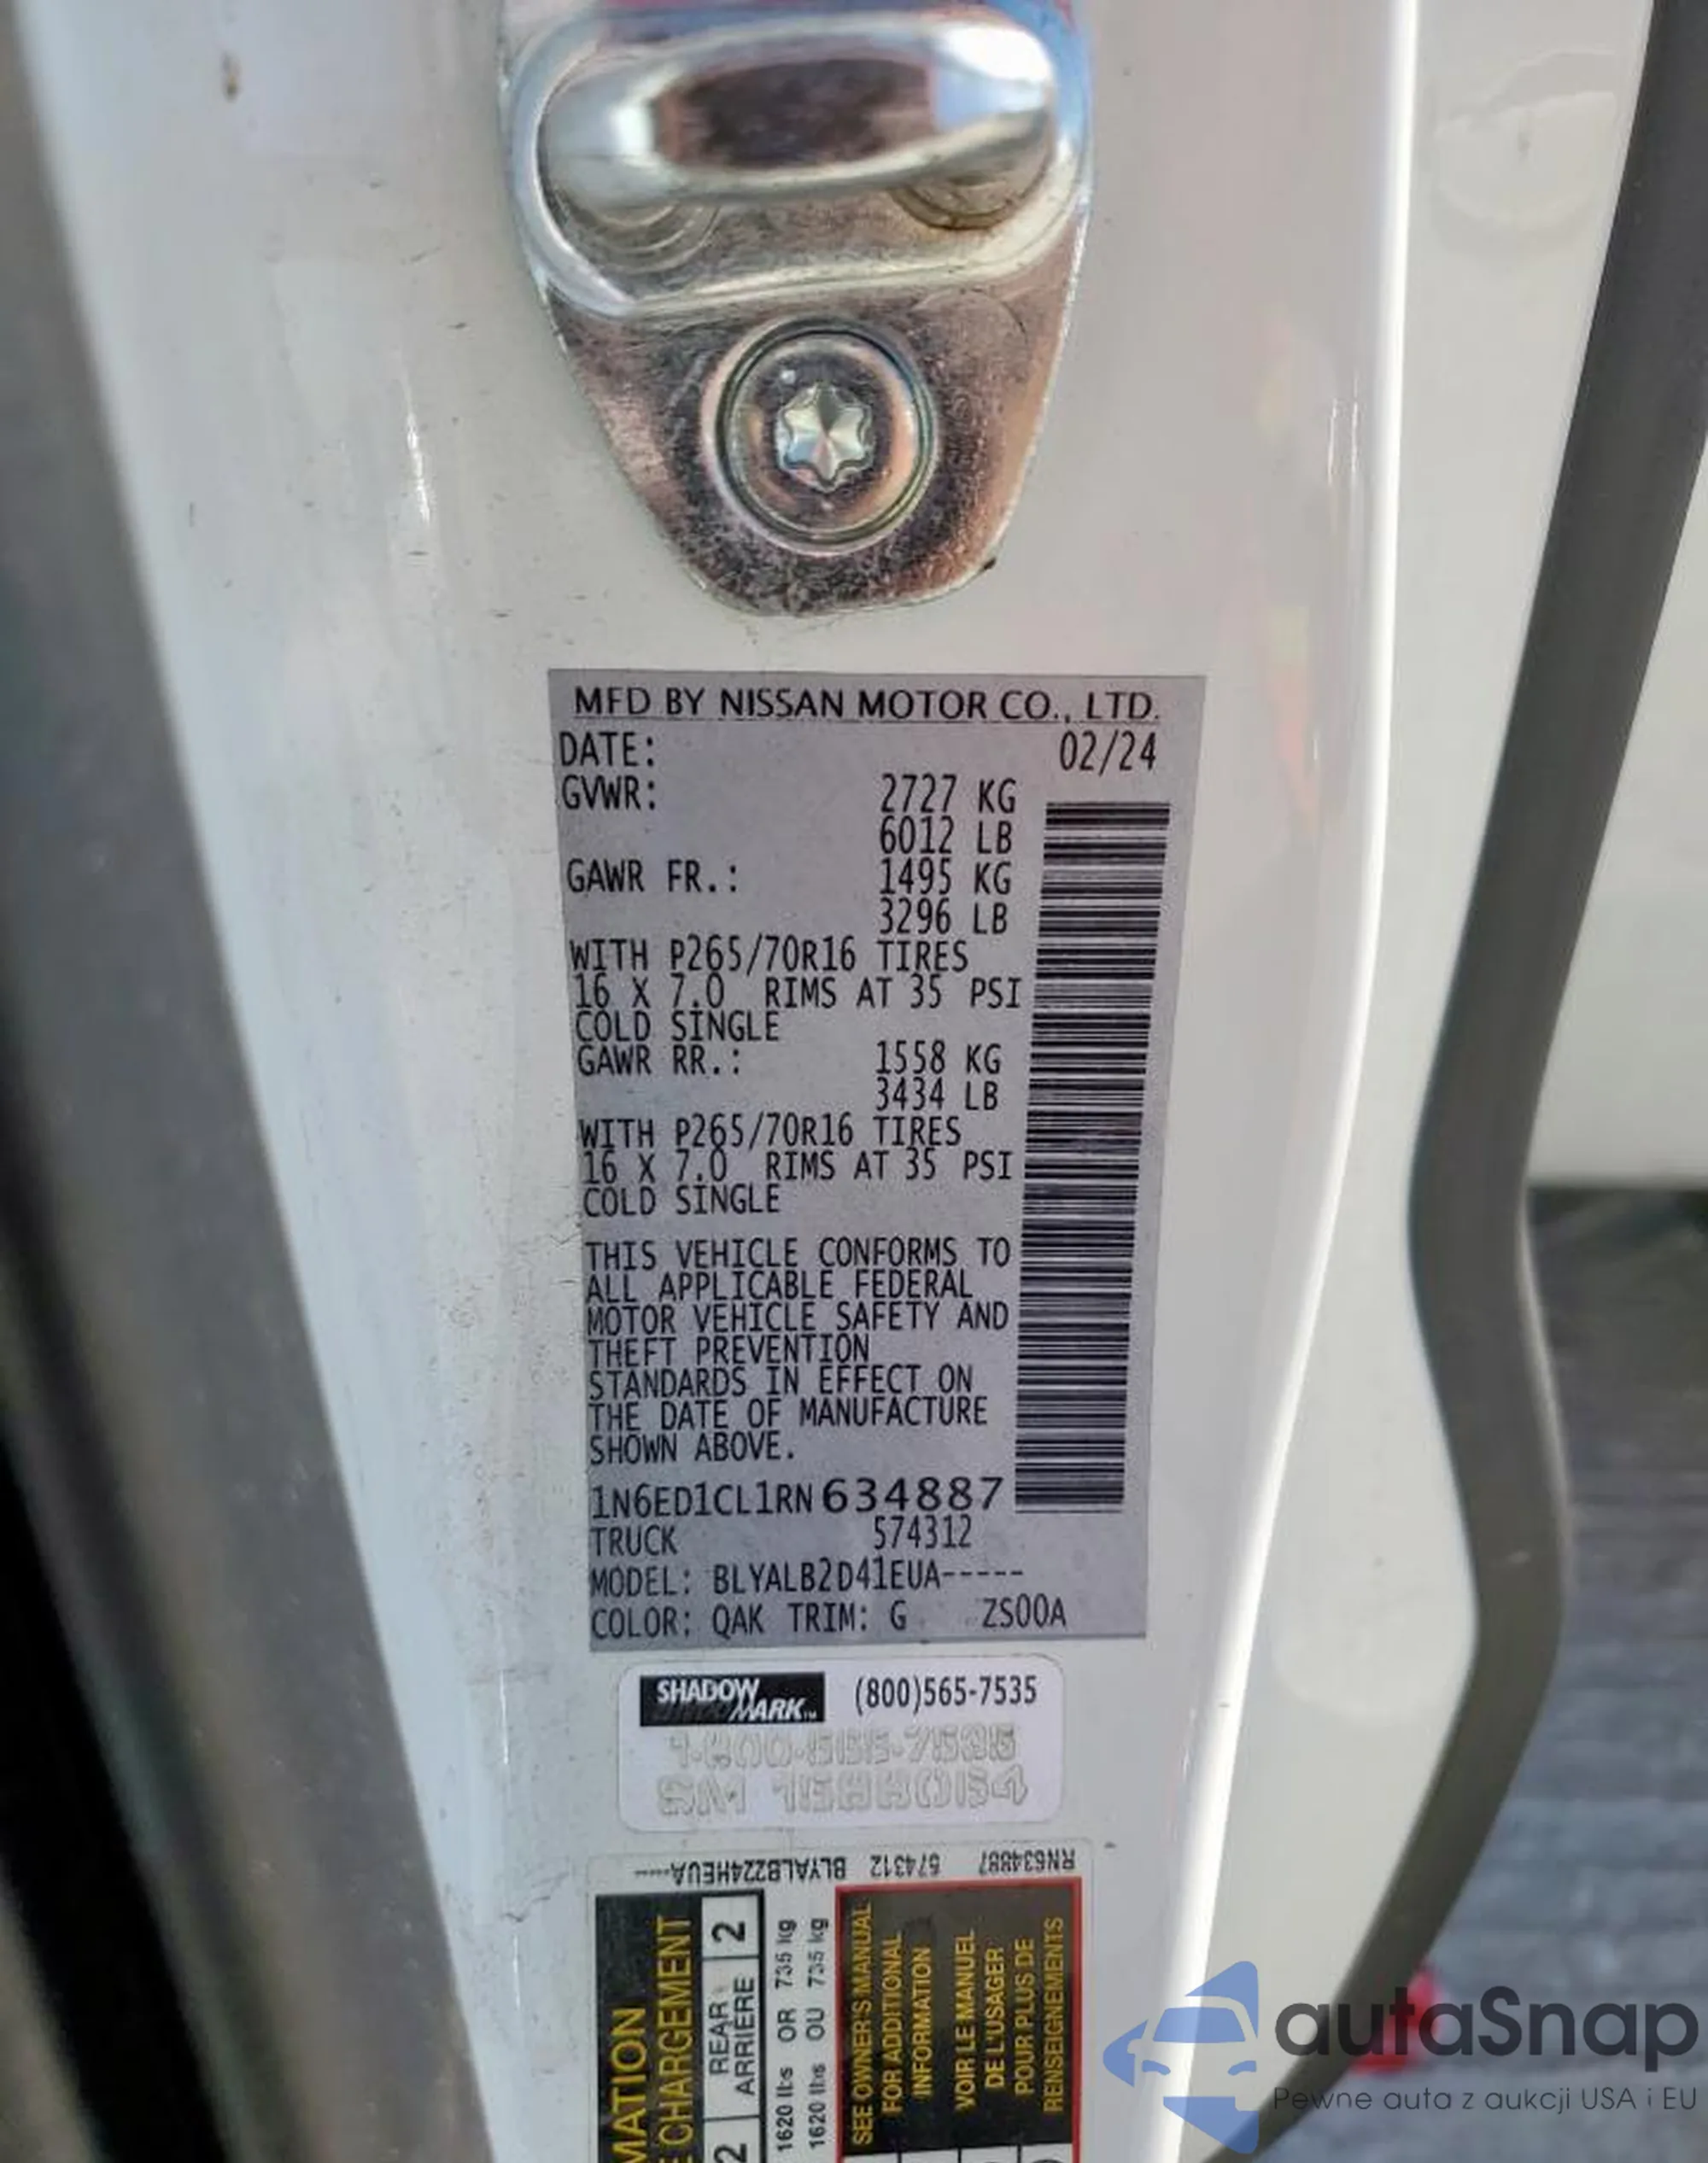 MFD BY NISSAN MOTOR CO., LTD.
DATE: 02/24
GVWR: 2727 KG
6012 LB
GAWR FR.: 1495 KG
3296 LB
WITH P265/70R16 TIRES
16 X 7.0 RIMS AT 35 PSI
COLD SINGLE
GAWR RR.: 1558 KG
3434 LB
WITH P265/70R16 TIRES
16 X 7.0 RIMS AT 35 PSI
COLD SINGLE
THIS VEHICLE CONFORMS TO
ALL APPLICABLE FEDERAL
MOTOR VEHICLE SAFETY AND
THEFT PREVENTION
STANDARDS IN EFFECT ON
THE DATE OF MANUFACTURE
SHOWN ABOVE.
1N6ED1CL1RN634887
TRUCK 574312
MODEL: BLYALB2D41EUA-----
COLOR: QAK TRIM: G ZS00A
SHADOW MARK™ (800)565-7535
RN634887 574312 BLYALBZZ4HEUA-----
MATION
CHARGEMENT
2 REAR 2
ARRIERE
1620 lbs OR 735 kg
1620 lbs OU 735 kg
SEE OWNER'S MANUAL
FOR ADDITIONAL
INFORMATION
VOIR LE MANUEL
DE L'USAGER
POUR PLUS DE
RENSEIGNEMENTS
autaSnap
Pewne auta z aukcji USA i EU